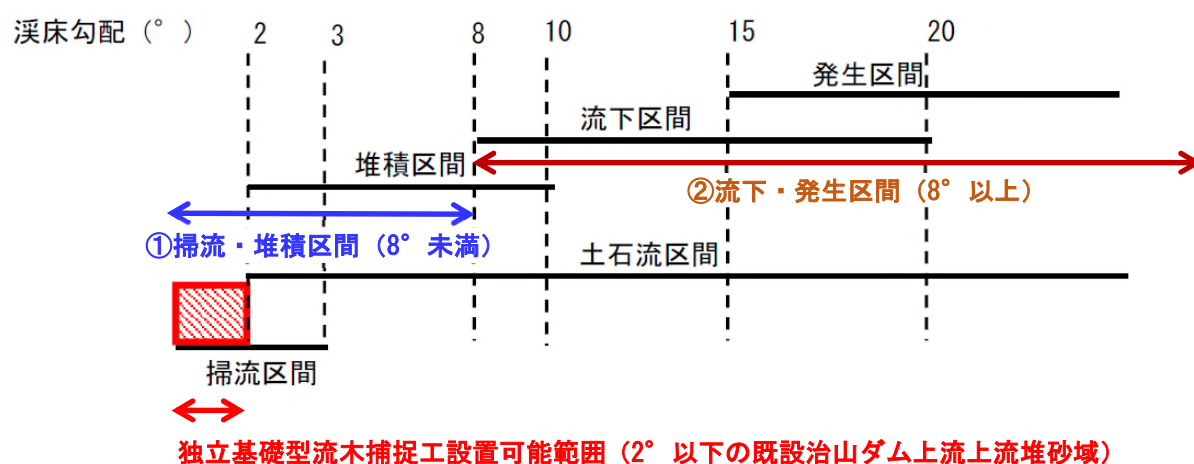 渓床勾配(°) 2 3 8 10 15 20
発生区間
流下区間
堆積区間
②流下・発生区間(8°以上)
①掃流・堆積区間(8°未満)
土石流区間
掃流区間
独立基礎型流木捕捉工設置可能範囲(2°以下の既設治山ダム上流上流堆砂域)